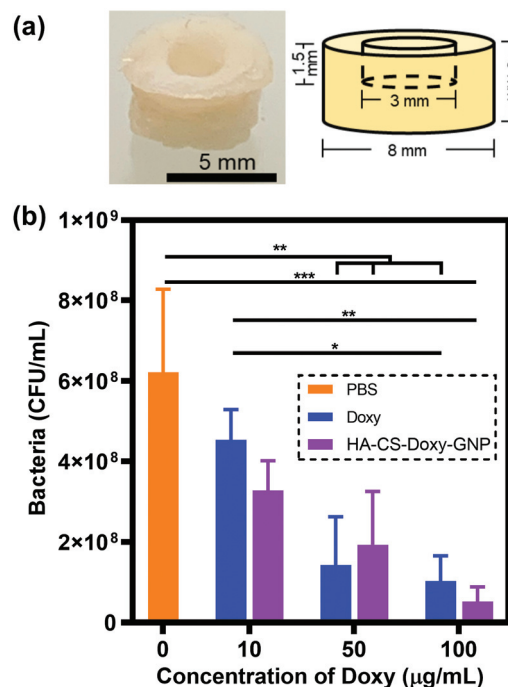 (a)
5 mm
1.5 mm
3 mm
8 mm
(b)
1×10⁹
8×10⁸
6×10⁸
4×10⁸
2×10⁸
0
Bacteria (CFU/mL)
**
***
**
*
PBS
Doxy
HA-CS-Doxy-GNP
0 10 50 100
Concentration of Doxy (μg/mL)